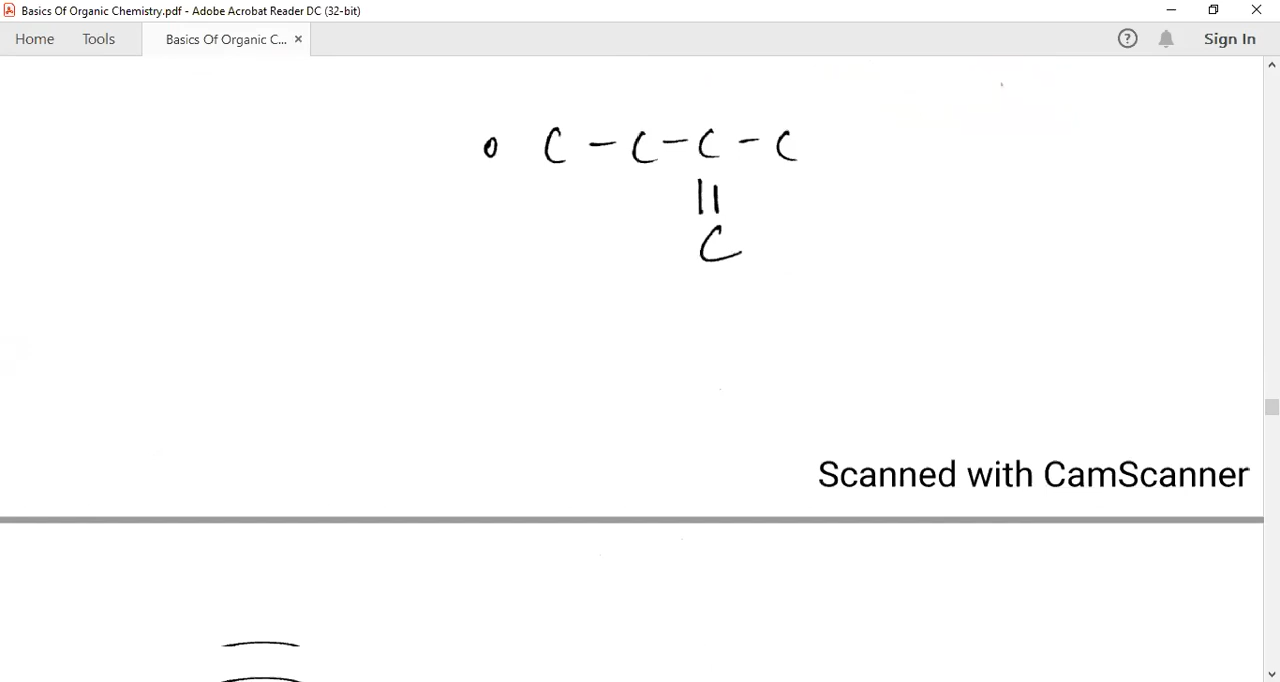 Basics Of Organic Chemistry.pdf - Adobe Acrobat Reader DC (32-bit)
Home Tools Basics Of Organic C... × ? Sign In
o C - C - C - C
||
C
Scanned with CamScanner